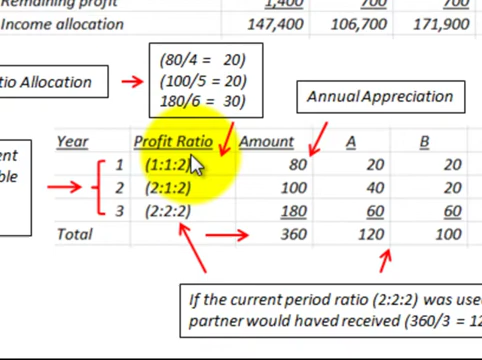 Remaining profit 1,400 700 700
Income allocation 147,400 106,700 171,900
(80/4 = 20)
(100/5 = 20)
180/6 = 30)
tio Allocation
Annual Appreciation
Year Profit Ratio Amount A B
1 (1:1:2) 80 20 20
2 (2:1:2) 100 40 20
3 (2:2:2) 180 60 60
Total 360 120 100
If the current period ratio (2:2:2) was use
partner would haved received (360/3 = 12